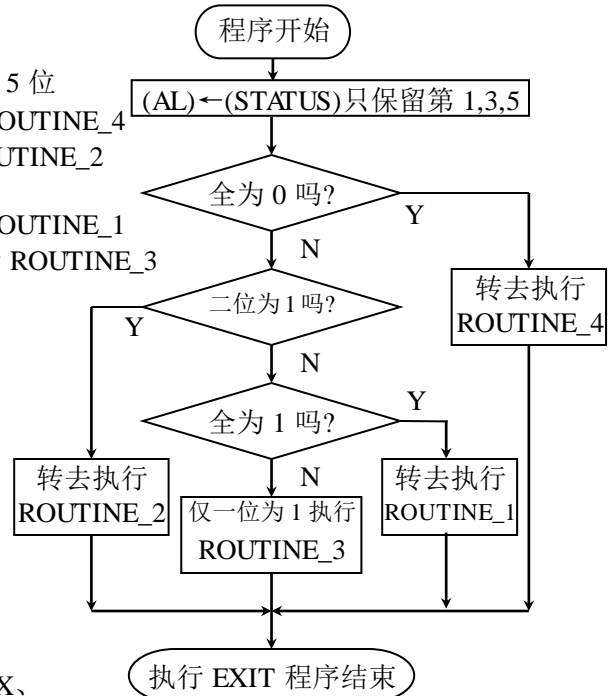 程序开始
5 位
(AL)←(STATUS)只保留第 1,3,5
OUTINE_4
UTINE_2
全为 0 吗?
Y
OUTINE_1
N
ROUTINE_3
转去执行
ROUTINE_4
二位为 1 吗?
Y
N
全为 1 吗?
Y
N
转去执行
ROUTINE_2
仅一位为 1 执行
ROUTINE_3
转去执行
ROUTINE_1
执行 EXIT 程序结束
X、